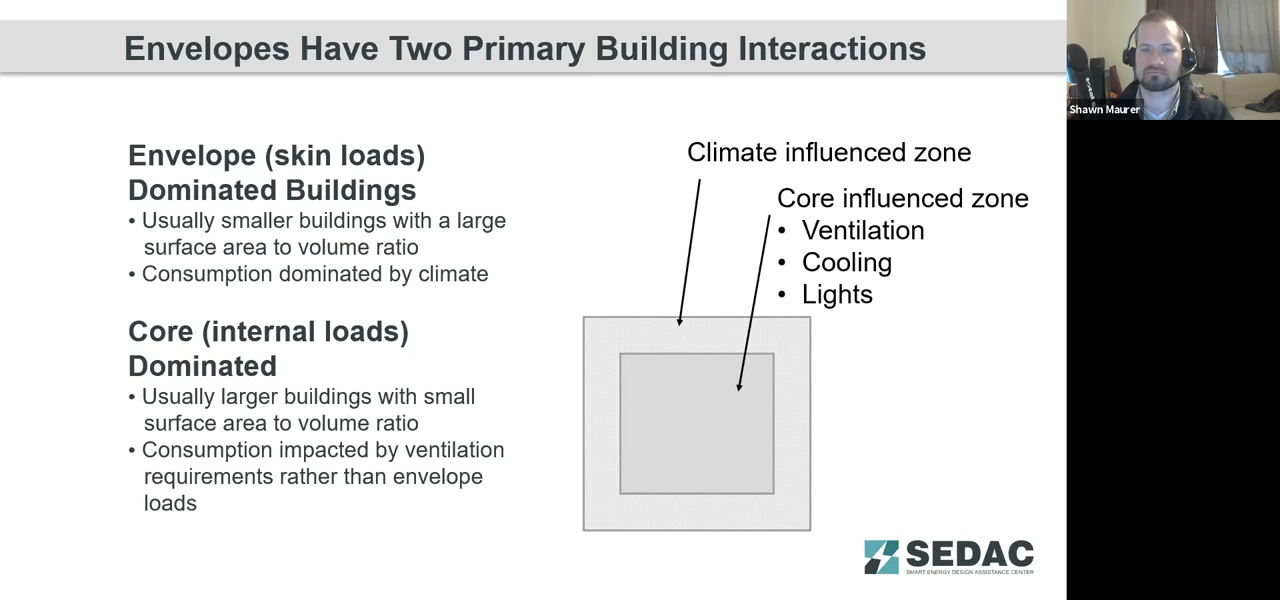 Envelopes Have Two Primary Building Interactions
Shawn Maurer
Envelope (skin loads)
Dominated Buildings
• Usually smaller buildings with a large
surface area to volume ratio
• Consumption dominated by climate
Core (internal loads)
Dominated
• Usually larger buildings with small
surface area to volume ratio
• Consumption impacted by ventilation
requirements rather than envelope
loads
Climate influenced zone
Core influenced zone
• Ventilation
• Cooling
• Lights
SEDAC
SMART ENERGY DESIGN ASSISTANCE CENTER